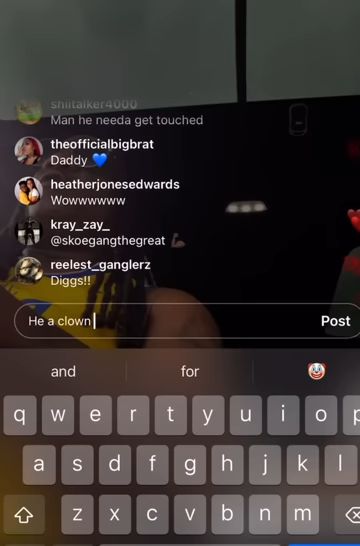 shiitalker4000
Man he needa get touched
theofficialbigbrat
Daddy 💙
heatherjonesedwards
Wowwwwww
kray_zay_
@skoegangthegreat
reelest_ganglerz
Diggs!!
He a clown Post
and for 🤡
q w e r t y u i o p
a s d f g h j k l
z x c v b n m